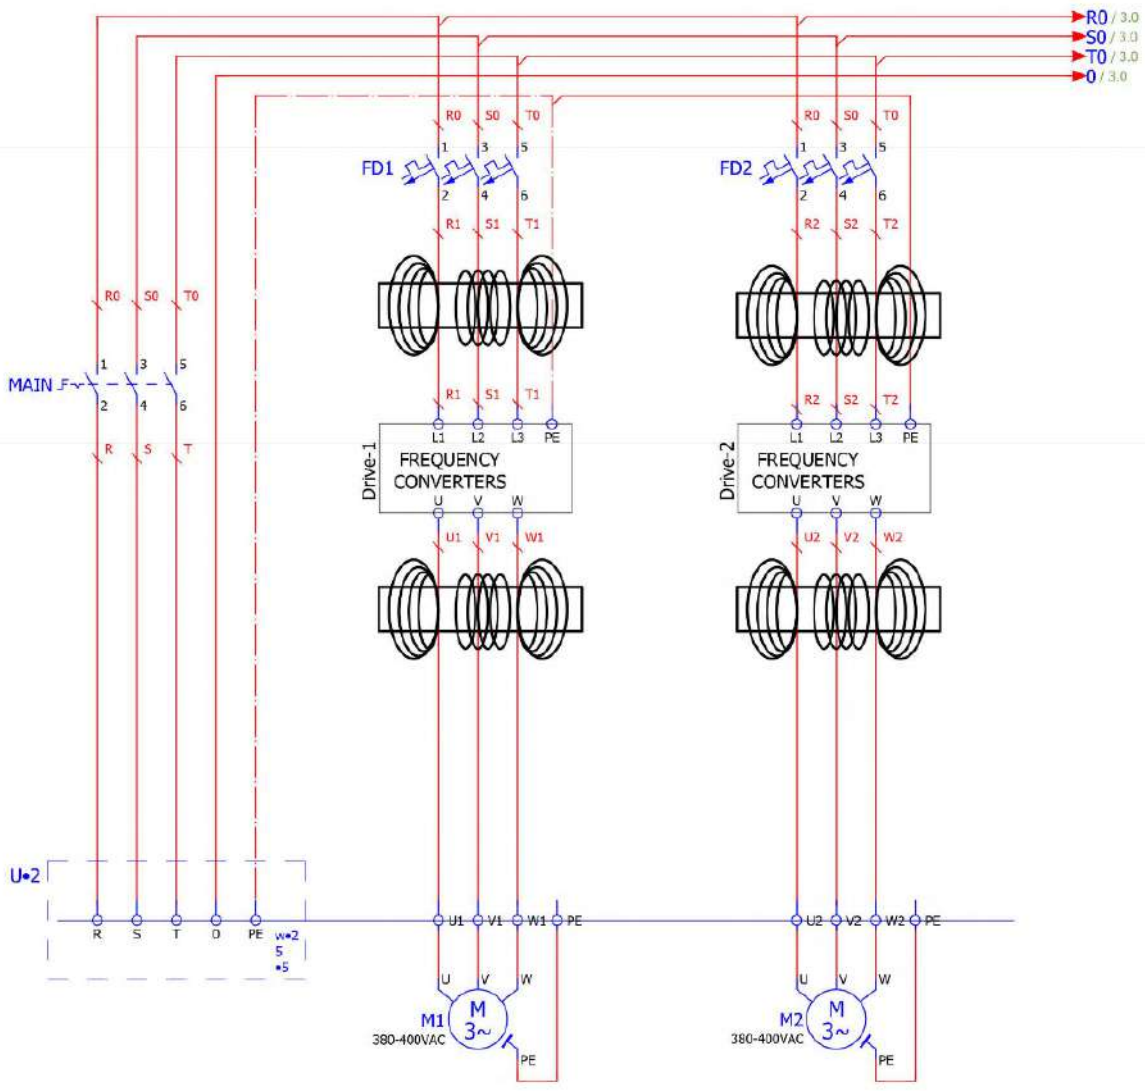 R0 / 3.0
S0 / 3.0
T0 / 3.0
0 / 3.0
R0 S0 T0
R0 S0 T0
1 3 5
1 3 5
FD1
FD2
2 4 6
2 4 6
R1 S1 T1
R2 S2 T2
R0 S0 T0
1 3 5
MAIN
2 4 6
R1 S1 T1
R2 S2 T2
R S T
L1 L2 L3 PE
L1 L2 L3 PE
Drive-1
FREQUENCY
CONVERTERS
Drive-2
FREQUENCY
CONVERTERS
U V W
U V W
U1 V1 W1
U2 V2 W2
U•2
R S T 0 PE
w•2
5
•5
U1 V1 W1 PE
U2 V2 W2 PE
U V W
U V W
M1
380-400VAC
M
3~
PE
M2
380-400VAC
M
3~
PE